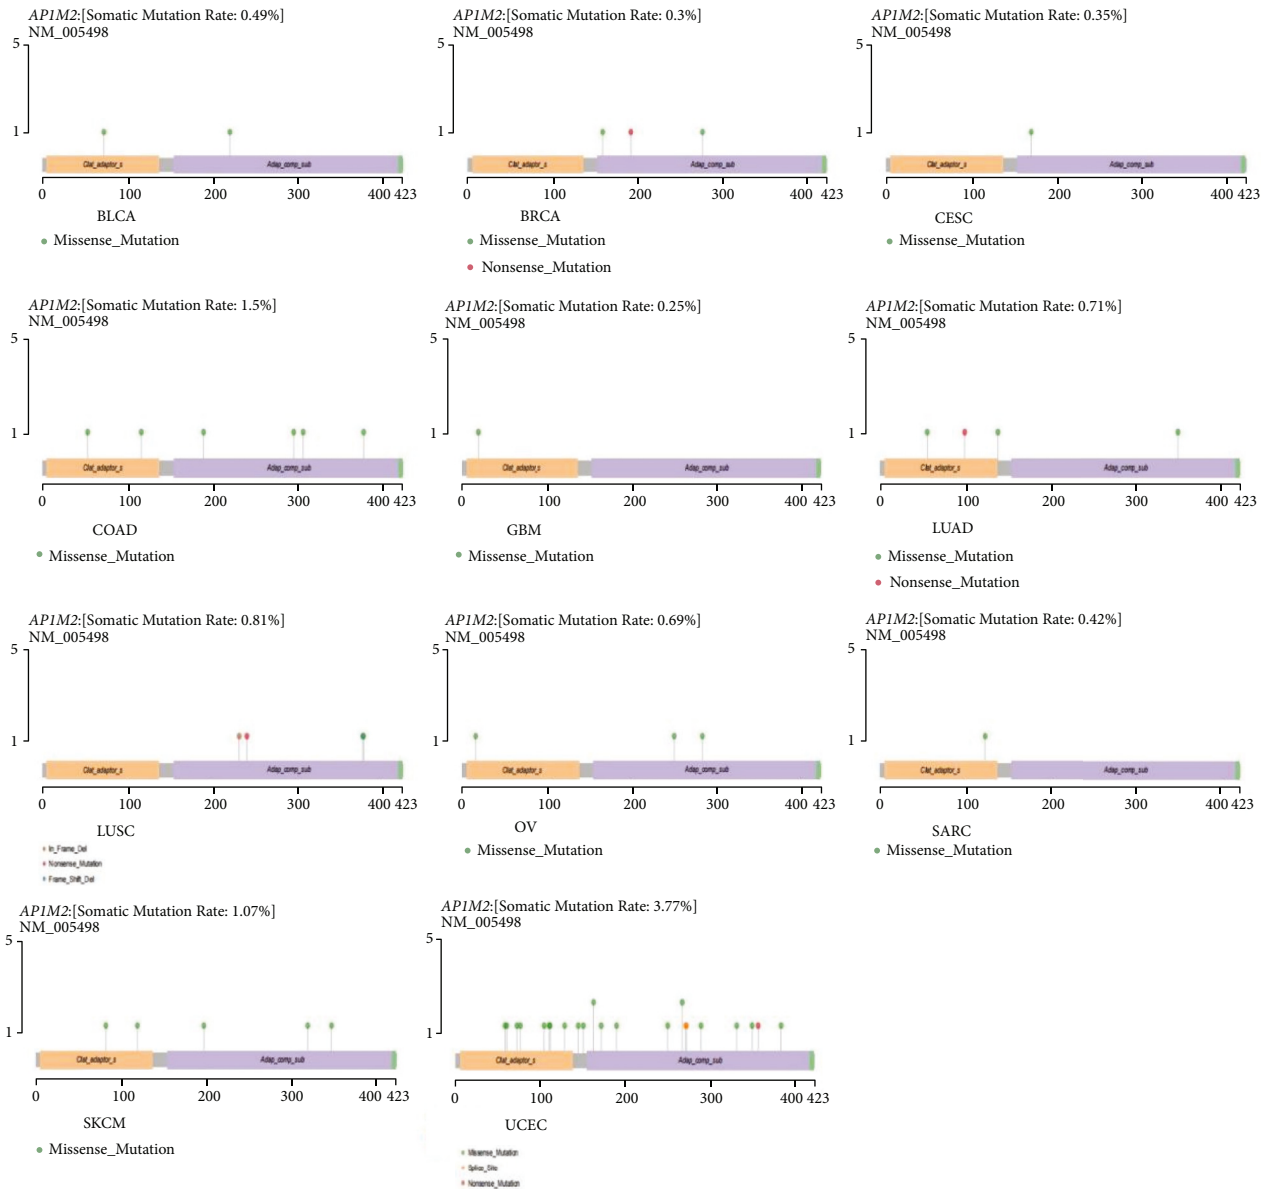 AP1M2:[Somatic Mutation Rate: 0.49%]
NM_005498
5
1
Clat_adaptor_s
Adap_comp_sub
0 100 200 300 400 423
BLCA
Missense_Mutation
AP1M2:[Somatic Mutation Rate: 0.3%]
NM_005498
5
1
Clat_adaptor_s
Adap_comp_sub
0 100 200 300 400 423
BRCA
Missense_Mutation
Nonsense_Mutation
AP1M2:[Somatic Mutation Rate: 0.35%]
NM_005498
5
1
Clat_adaptor_s
Adap_comp_sub
0 100 200 300 400 423
CESC
Missense_Mutation
AP1M2:[Somatic Mutation Rate: 1.5%]
NM_005498
5
1
Clat_adaptor_s
Adap_comp_sub
0 100 200 300 400 423
COAD
Missense_Mutation
AP1M2:[Somatic Mutation Rate: 0.25%]
NM_005498
5
1
Clat_adaptor_s
Adap_comp_sub
0 100 200 300 400 423
GBM
Missense_Mutation
AP1M2:[Somatic Mutation Rate: 0.71%]
NM_005498
5
1
Clat_adaptor_s
Adap_comp_sub
0 100 200 300 400 423
LUAD
Missense_Mutation
Nonsense_Mutation
AP1M2:[Somatic Mutation Rate: 0.81%]
NM_005498
5
1
Clat_adaptor_s
Adap_comp_sub
0 100 200 300 400 423
LUSC
In_Frame_Del
Nonsense_Mutation
Frame_Shift_Del
AP1M2:[Somatic Mutation Rate: 0.69%]
NM_005498
5
1
Clat_adaptor_s
Adap_comp_sub
0 100 200 300 400 423
OV
Missense_Mutation
AP1M2:[Somatic Mutation Rate: 0.42%]
NM_005498
5
1
Clat_adaptor_s
Adap_comp_sub
0 100 200 300 400 423
SARC
Missense_Mutation
AP1M2:[Somatic Mutation Rate: 1.07%]
NM_005498
5
1
Clat_adaptor_s
Adap_comp_sub
0 100 200 300 400 423
SKCM
Missense_Mutation
AP1M2:[Somatic Mutation Rate: 3.77%]
NM_005498
5
1
Clat_adaptor_s
Adap_comp_sub
0 100 200 300 400 423
UCEC
Missense_Mutation
Splice_Site
Nonsense_Mutation